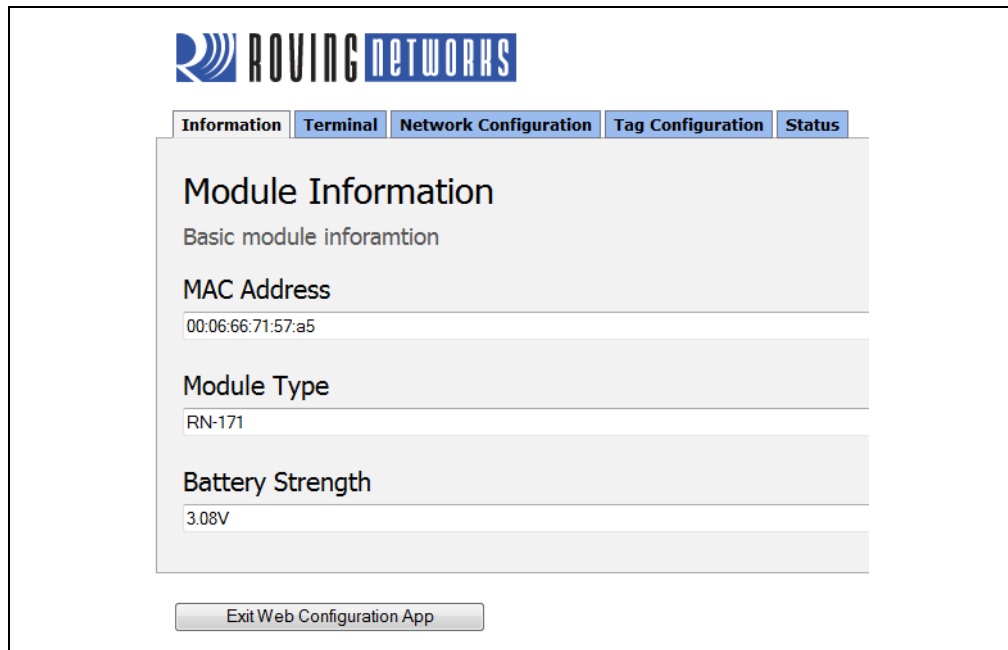 ROVING NETWORKS
Information Terminal Network Configuration Tag Configuration Status
Module Information
Basic module inforamtion
MAC Address
00:06:66:71:57:a5
Module Type
RN-171
Battery Strength
3.08V
Exit Web Configuration App